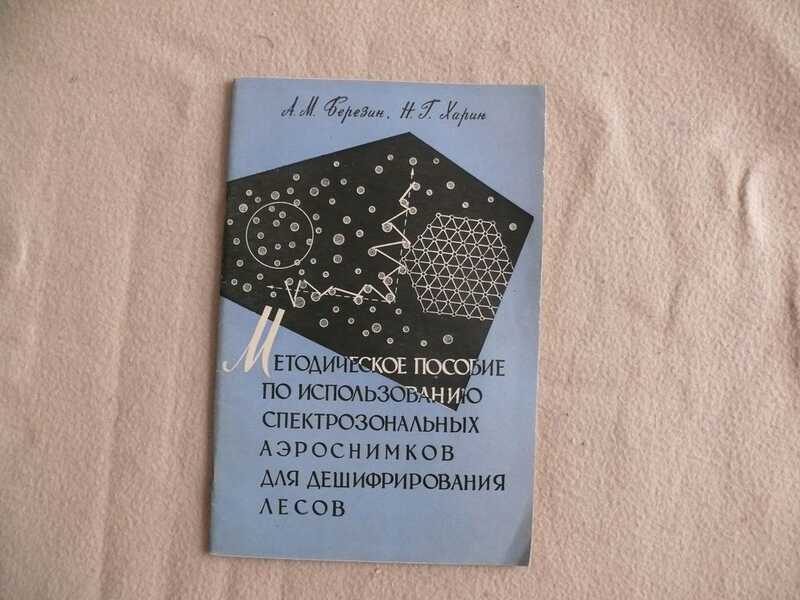 А. М. Березин, Н. Г. Харин
МЕТОДИЧЕСКОЕ ПОСОБИЕ
ПО ИСПОЛЬЗОВАНИЮ
СПЕКТРОЗОНАЛЬНЫХ
АЭРОСНИМКОВ
ДЛЯ ДЕШИФРИРОВАНИЯ
ЛЕСОВ